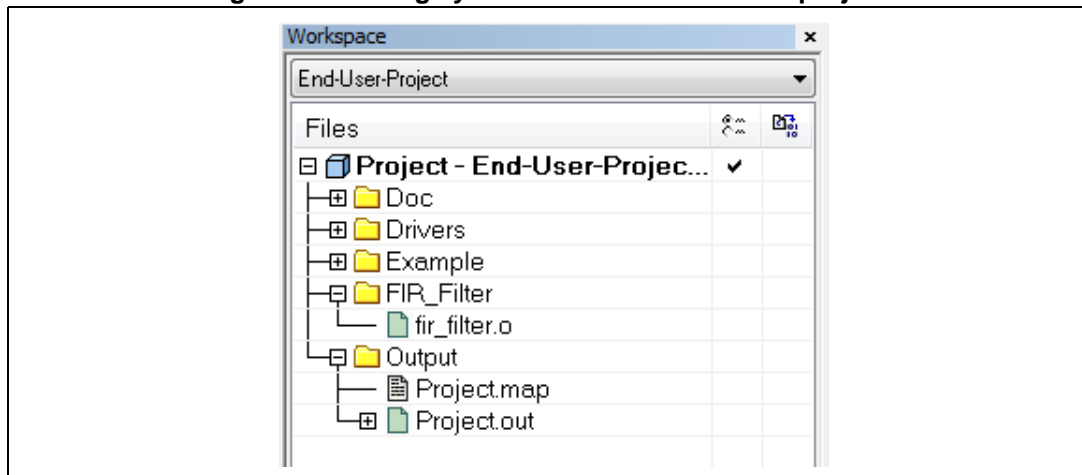 Workspace
End-User-Project
Files
Project - End-User-Projec...
Doc
Drivers
Example
FIR_Filter
fir_filter.o
Output
Project.map
Project.out